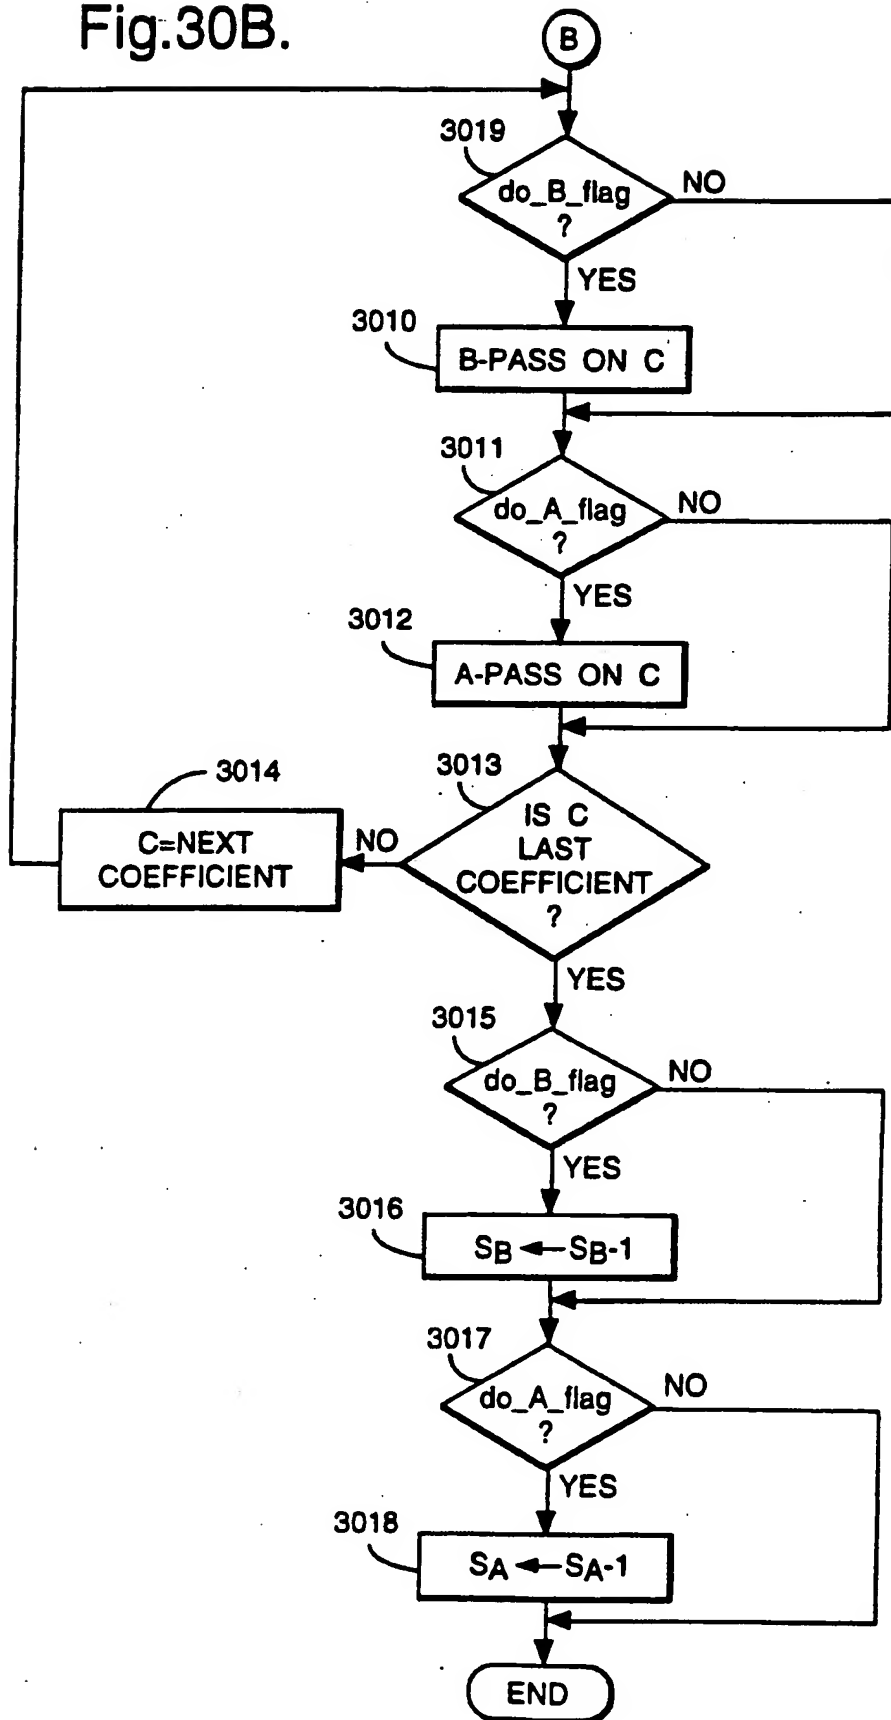 Fig.30B.
B
3019
do_B_flag
?
NO
YES
3010
B-PASS ON C
3011
do_A_flag
?
NO
YES
3012
A-PASS ON C
3013
IS C
LAST
COEFFICIENT
?
NO
3014
C=NEXT
COEFFICIENT
YES
3015
do_B_flag
?
NO
YES
3016
SB ← SB-1
3017
do_A_flag
?
NO
YES
3018
SA ← SA-1
END